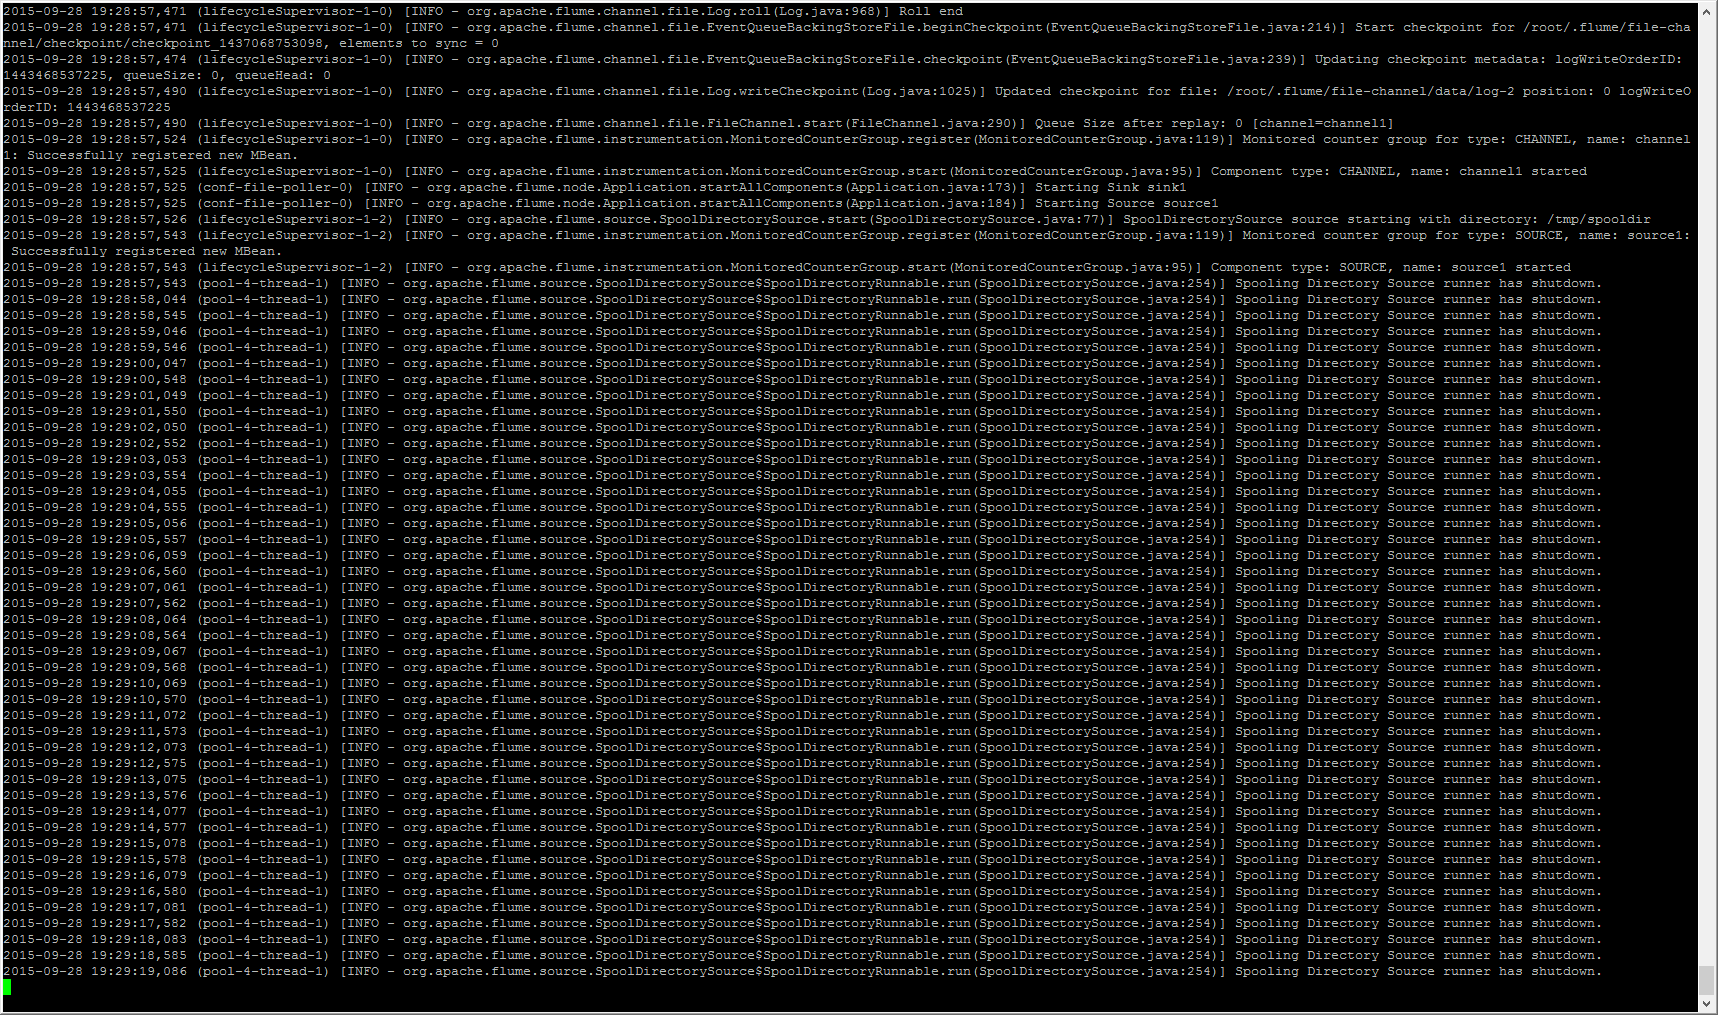 2015-09-28 19:28:57,471 (lifecycleSupervisor-1-0) [INFO - org.apache.flume.channel.file.Log.roll(Log.java:968)] Roll end
2015-09-28 19:28:57,471 (lifecycleSupervisor-1-0) [INFO - org.apache.flume.channel.file.EventQueueBackingStoreFile.beginCheckpoint(EventQueueBackingStoreFile.java:214)] Start checkpoint for /root/.flume/file-cha
nnel/checkpoint/checkpoint_1437068753098, elements to sync = 0
2015-09-28 19:28:57,474 (lifecycleSupervisor-1-0) [INFO - org.apache.flume.channel.file.EventQueueBackingStoreFile.checkpoint(EventQueueBackingStoreFile.java:239)] Updating checkpoint metadata: logWriteOrderID:
1443468537225, queueSize: 0, queueHead: 0
2015-09-28 19:28:57,490 (lifecycleSupervisor-1-0) [INFO - org.apache.flume.channel.file.Log.writeCheckpoint(Log.java:1025)] Updated checkpoint for file: /root/.flume/file-channel/data/log-2 position: 0 logWriteO
rderID: 1443468537225
2015-09-28 19:28:57,490 (lifecycleSupervisor-1-0) [INFO - org.apache.flume.channel.file.FileChannel.start(FileChannel.java:290)] Queue Size after replay: 0 [channel=channel1]
2015-09-28 19:28:57,524 (lifecycleSupervisor-1-0) [INFO - org.apache.flume.instrumentation.MonitoredCounterGroup.register(MonitoredCounterGroup.java:119)] Monitored counter group for type: CHANNEL, name: channel
1: Successfully registered new MBean.
2015-09-28 19:28:57,525 (lifecycleSupervisor-1-0) [INFO - org.apache.flume.instrumentation.MonitoredCounterGroup.start(MonitoredCounterGroup.java:95)] Component type: CHANNEL, name: channel1 started
2015-09-28 19:28:57,525 (conf-file-poller-0) [INFO - org.apache.flume.node.Application.startAllComponents(Application.java:173)] Starting Sink sink1
2015-09-28 19:28:57,525 (conf-file-poller-0) [INFO - org.apache.flume.node.Application.startAllComponents(Application.java:184)] Starting Source source1
2015-09-28 19:28:57,526 (lifecycleSupervisor-1-2) [INFO - org.apache.flume.source.SpoolDirectorySource.start(SpoolDirectorySource.java:77)] SpoolDirectorySource source starting with directory: /tmp/spooldir
2015-09-28 19:28:57,543 (lifecycleSupervisor-1-2) [INFO - org.apache.flume.instrumentation.MonitoredCounterGroup.register(MonitoredCounterGroup.java:119)] Monitored counter group for type: SOURCE, name: source1:
Successfully registered new MBean.
2015-09-28 19:28:57,543 (lifecycleSupervisor-1-2) [INFO - org.apache.flume.instrumentation.MonitoredCounterGroup.start(MonitoredCounterGroup.java:95)] Component type: SOURCE, name: source1 started
2015-09-28 19:28:57,543 (pool-4-thread-1) [INFO - org.apache.flume.source.SpoolDirectorySource$SpoolDirectoryRunnable.run(SpoolDirectorySource.java:254)] Spooling Directory Source runner has shutdown.
2015-09-28 19:28:58,044 (pool-4-thread-1) [INFO - org.apache.flume.source.SpoolDirectorySource$SpoolDirectoryRunnable.run(SpoolDirectorySource.java:254)] Spooling Directory Source runner has shutdown.
2015-09-28 19:28:58,545 (pool-4-thread-1) [INFO - org.apache.flume.source.SpoolDirectorySource$SpoolDirectoryRunnable.run(SpoolDirectorySource.java:254)] Spooling Directory Source runner has shutdown.
2015-09-28 19:28:59,046 (pool-4-thread-1) [INFO - org.apache.flume.source.SpoolDirectorySource$SpoolDirectoryRunnable.run(SpoolDirectorySource.java:254)] Spooling Directory Source runner has shutdown.
2015-09-28 19:28:59,546 (pool-4-thread-1) [INFO - org.apache.flume.source.SpoolDirectorySource$SpoolDirectoryRunnable.run(SpoolDirectorySource.java:254)] Spooling Directory Source runner has shutdown.
2015-09-28 19:29:00,047 (pool-4-thread-1) [INFO - org.apache.flume.source.SpoolDirectorySource$SpoolDirectoryRunnable.run(SpoolDirectorySource.java:254)] Spooling Directory Source runner has shutdown.
2015-09-28 19:29:00,548 (pool-4-thread-1) [INFO - org.apache.flume.source.SpoolDirectorySource$SpoolDirectoryRunnable.run(SpoolDirectorySource.java:254)] Spooling Directory Source runner has shutdown.
2015-09-28 19:29:01,049 (pool-4-thread-1) [INFO - org.apache.flume.source.SpoolDirectorySource$SpoolDirectoryRunnable.run(SpoolDirectorySource.java:254)] Spooling Directory Source runner has shutdown.
2015-09-28 19:29:01,550 (pool-4-thread-1) [INFO - org.apache.flume.source.SpoolDirectorySource$SpoolDirectoryRunnable.run(SpoolDirectorySource.java:254)] Spooling Directory Source runner has shutdown.
2015-09-28 19:29:02,050 (pool-4-thread-1) [INFO - org.apache.flume.source.SpoolDirectorySource$SpoolDirectoryRunnable.run(SpoolDirectorySource.java:254)] Spooling Directory Source runner has shutdown.
2015-09-28 19:29:02,552 (pool-4-thread-1) [INFO - org.apache.flume.source.SpoolDirectorySource$SpoolDirectoryRunnable.run(SpoolDirectorySource.java:254)] Spooling Directory Source runner has shutdown.
2015-09-28 19:29:03,053 (pool-4-thread-1) [INFO - org.apache.flume.source.SpoolDirectorySource$SpoolDirectoryRunnable.run(SpoolDirectorySource.java:254)] Spooling Directory Source runner has shutdown.
2015-09-28 19:29:03,554 (pool-4-thread-1) [INFO - org.apache.flume.source.SpoolDirectorySource$SpoolDirectoryRunnable.run(SpoolDirectorySource.java:254)] Spooling Directory Source runner has shutdown.
2015-09-28 19:29:04,055 (pool-4-thread-1) [INFO - org.apache.flume.source.SpoolDirectorySource$SpoolDirectoryRunnable.run(SpoolDirectorySource.java:254)] Spooling Directory Source runner has shutdown.
2015-09-28 19:29:04,555 (pool-4-thread-1) [INFO - org.apache.flume.source.SpoolDirectorySource$SpoolDirectoryRunnable.run(SpoolDirectorySource.java:254)] Spooling Directory Source runner has shutdown.
2015-09-28 19:29:05,056 (pool-4-thread-1) [INFO - org.apache.flume.source.SpoolDirectorySource$SpoolDirectoryRunnable.run(SpoolDirectorySource.java:254)] Spooling Directory Source runner has shutdown.
2015-09-28 19:29:05,557 (pool-4-thread-1) [INFO - org.apache.flume.source.SpoolDirectorySource$SpoolDirectoryRunnable.run(SpoolDirectorySource.java:254)] Spooling Directory Source runner has shutdown.
2015-09-28 19:29:06,059 (pool-4-thread-1) [INFO - org.apache.flume.source.SpoolDirectorySource$SpoolDirectoryRunnable.run(SpoolDirectorySource.java:254)] Spooling Directory Source runner has shutdown.
2015-09-28 19:29:06,560 (pool-4-thread-1) [INFO - org.apache.flume.source.SpoolDirectorySource$SpoolDirectoryRunnable.run(SpoolDirectorySource.java:254)] Spooling Directory Source runner has shutdown.
2015-09-28 19:29:07,061 (pool-4-thread-1) [INFO - org.apache.flume.source.SpoolDirectorySource$SpoolDirectoryRunnable.run(SpoolDirectorySource.java:254)] Spooling Directory Source runner has shutdown.
2015-09-28 19:29:07,562 (pool-4-thread-1) [INFO - org.apache.flume.source.SpoolDirectorySource$SpoolDirectoryRunnable.run(SpoolDirectorySource.java:254)] Spooling Directory Source runner has shutdown.
2015-09-28 19:29:08,064 (pool-4-thread-1) [INFO - org.apache.flume.source.SpoolDirectorySource$SpoolDirectoryRunnable.run(SpoolDirectorySource.java:254)] Spooling Directory Source runner has shutdown.
2015-09-28 19:29:08,564 (pool-4-thread-1) [INFO - org.apache.flume.source.SpoolDirectorySource$SpoolDirectoryRunnable.run(SpoolDirectorySource.java:254)] Spooling Directory Source runner has shutdown.
2015-09-28 19:29:09,067 (pool-4-thread-1) [INFO - org.apache.flume.source.SpoolDirectorySource$SpoolDirectoryRunnable.run(SpoolDirectorySource.java:254)] Spooling Directory Source runner has shutdown.
2015-09-28 19:29:09,568 (pool-4-thread-1) [INFO - org.apache.flume.source.SpoolDirectorySource$SpoolDirectoryRunnable.run(SpoolDirectorySource.java:254)] Spooling Directory Source runner has shutdown.
2015-09-28 19:29:10,069 (pool-4-thread-1) [INFO - org.apache.flume.source.SpoolDirectorySource$SpoolDirectoryRunnable.run(SpoolDirectorySource.java:254)] Spooling Directory Source runner has shutdown.
2015-09-28 19:29:10,570 (pool-4-thread-1) [INFO - org.apache.flume.source.SpoolDirectorySource$SpoolDirectoryRunnable.run(SpoolDirectorySource.java:254)] Spooling Directory Source runner has shutdown.
2015-09-28 19:29:11,072 (pool-4-thread-1) [INFO - org.apache.flume.source.SpoolDirectorySource$SpoolDirectoryRunnable.run(SpoolDirectorySource.java:254)] Spooling Directory Source runner has shutdown.
2015-09-28 19:29:11,573 (pool-4-thread-1) [INFO - org.apache.flume.source.SpoolDirectorySource$SpoolDirectoryRunnable.run(SpoolDirectorySource.java:254)] Spooling Directory Source runner has shutdown.
2015-09-28 19:29:12,073 (pool-4-thread-1) [INFO - org.apache.flume.source.SpoolDirectorySource$SpoolDirectoryRunnable.run(SpoolDirectorySource.java:254)] Spooling Directory Source runner has shutdown.
2015-09-28 19:29:12,575 (pool-4-thread-1) [INFO - org.apache.flume.source.SpoolDirectorySource$SpoolDirectoryRunnable.run(SpoolDirectorySource.java:254)] Spooling Directory Source runner has shutdown.
2015-09-28 19:29:13,075 (pool-4-thread-1) [INFO - org.apache.flume.source.SpoolDirectorySource$SpoolDirectoryRunnable.run(SpoolDirectorySource.java:254)] Spooling Directory Source runner has shutdown.
2015-09-28 19:29:13,576 (pool-4-thread-1) [INFO - org.apache.flume.source.SpoolDirectorySource$SpoolDirectoryRunnable.run(SpoolDirectorySource.java:254)] Spooling Directory Source runner has shutdown.
2015-09-28 19:29:14,077 (pool-4-thread-1) [INFO - org.apache.flume.source.SpoolDirectorySource$SpoolDirectoryRunnable.run(SpoolDirectorySource.java:254)] Spooling Directory Source runner has shutdown.
2015-09-28 19:29:14,577 (pool-4-thread-1) [INFO - org.apache.flume.source.SpoolDirectorySource$SpoolDirectoryRunnable.run(SpoolDirectorySource.java:254)] Spooling Directory Source runner has shutdown.
2015-09-28 19:29:15,078 (pool-4-thread-1) [INFO - org.apache.flume.source.SpoolDirectorySource$SpoolDirectoryRunnable.run(SpoolDirectorySource.java:254)] Spooling Directory Source runner has shutdown.
2015-09-28 19:29:15,578 (pool-4-thread-1) [INFO - org.apache.flume.source.SpoolDirectorySource$SpoolDirectoryRunnable.run(SpoolDirectorySource.java:254)] Spooling Directory Source runner has shutdown.
2015-09-28 19:29:16,079 (pool-4-thread-1) [INFO - org.apache.flume.source.SpoolDirectorySource$SpoolDirectoryRunnable.run(SpoolDirectorySource.java:254)] Spooling Directory Source runner has shutdown.
2015-09-28 19:29:16,580 (pool-4-thread-1) [INFO - org.apache.flume.source.SpoolDirectorySource$SpoolDirectoryRunnable.run(SpoolDirectorySource.java:254)] Spooling Directory Source runner has shutdown.
2015-09-28 19:29:17,081 (pool-4-thread-1) [INFO - org.apache.flume.source.SpoolDirectorySource$SpoolDirectoryRunnable.run(SpoolDirectorySource.java:254)] Spooling Directory Source runner has shutdown.
2015-09-28 19:29:17,582 (pool-4-thread-1) [INFO - org.apache.flume.source.SpoolDirectorySource$SpoolDirectoryRunnable.run(SpoolDirectorySource.java:254)] Spooling Directory Source runner has shutdown.
2015-09-28 19:29:18,083 (pool-4-thread-1) [INFO - org.apache.flume.source.SpoolDirectorySource$SpoolDirectoryRunnable.run(SpoolDirectorySource.java:254)] Spooling Directory Source runner has shutdown.
2015-09-28 19:29:18,585 (pool-4-thread-1) [INFO - org.apache.flume.source.SpoolDirectorySource$SpoolDirectoryRunnable.run(SpoolDirectorySource.java:254)] Spooling Directory Source runner has shutdown.
2015-09-28 19:29:19,086 (pool-4-thread-1) [INFO - org.apache.flume.source.SpoolDirectorySource$SpoolDirectoryRunnable.run(SpoolDirectorySource.java:254)] Spooling Directory Source runner has shutdown.